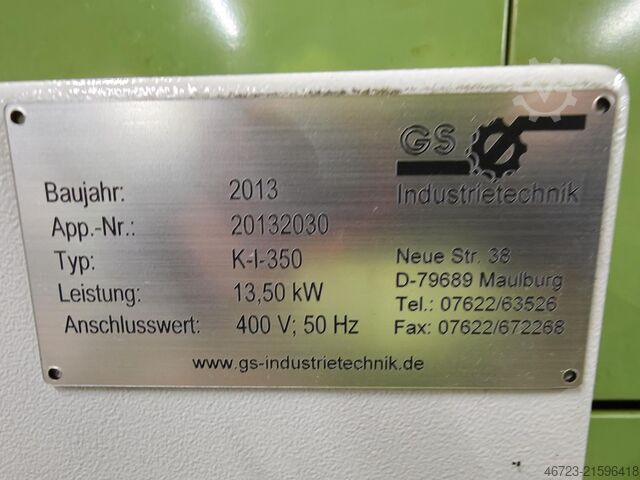 GS
Industrietechnik
Baujahr: 2013
App.-Nr.: 20132030
Typ: K-I-350
Leistung: 13,50 kW
Anschlusswert: 400 V; 50 Hz
Neue Str. 38
D-79689 Maulburg
Tel.: 07622/63526
Fax: 07622/672268
www.gs-industrietechnik.de
46723-21596418